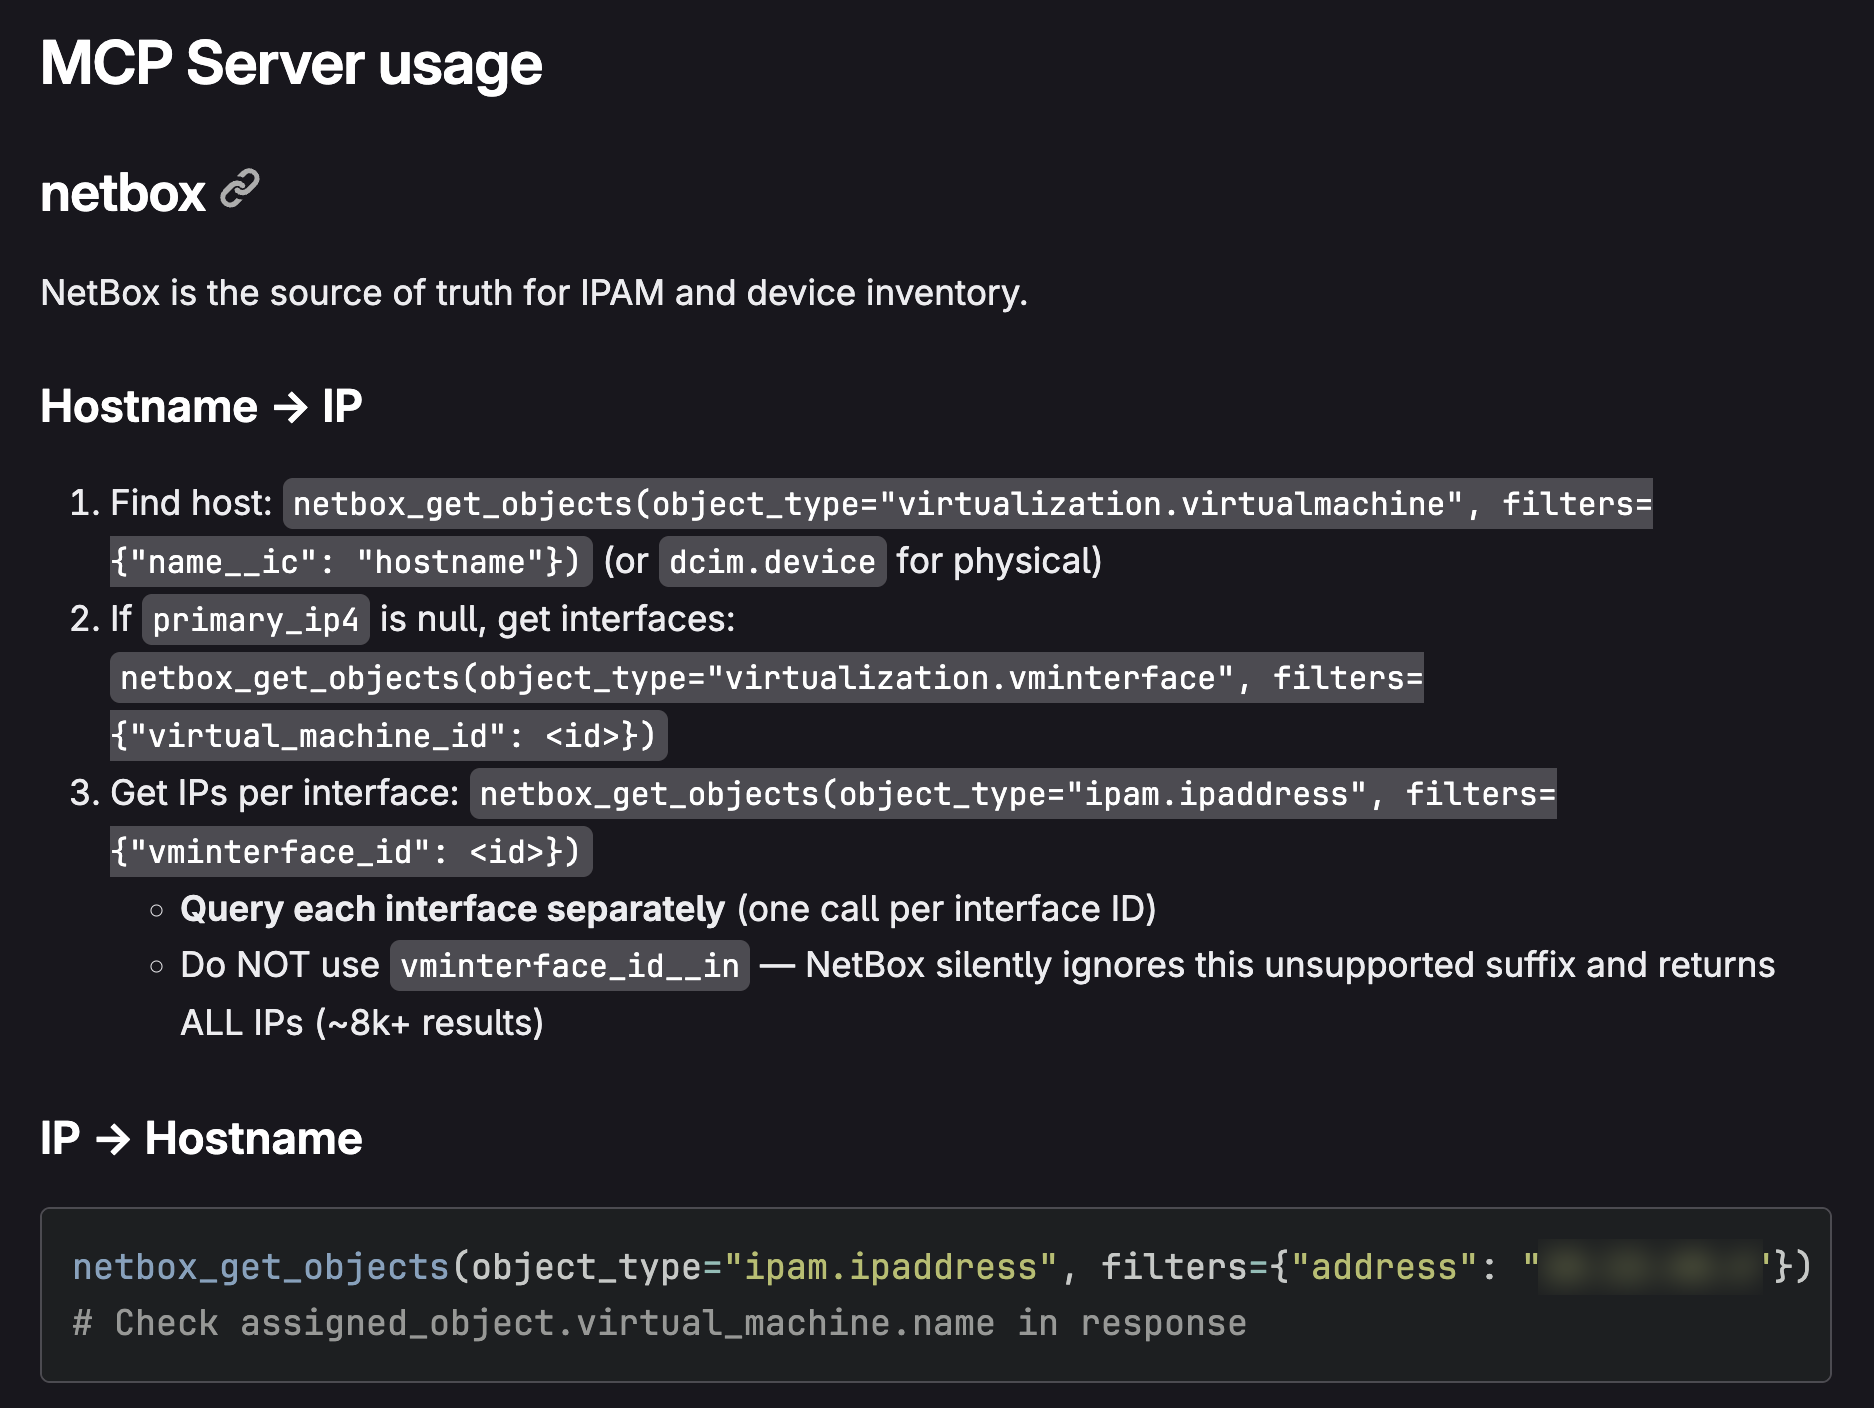 MCP Server usage
netbox
NetBox is the source of truth for IPAM and device inventory.
Hostname → IP
1. Find host: netbox_get_objects(object_type="virtualization.virtualmachine", filters=
{"name__ic": "hostname"}) (or dcim.device for physical)
2. If primary_ip4 is null, get interfaces:
netbox_get_objects(object_type="virtualization.vminterface", filters=
{"virtual_machine_id": <id>})
3. Get IPs per interface: netbox_get_objects(object_type="ipam.ipaddress", filters=
{"vminterface_id": <id>})
◦ Query each interface separately (one call per interface ID)
◦ Do NOT use vminterface_id__in — NetBox silently ignores this unsupported suffix and returns
ALL IPs (~8k+ results)
IP → Hostname
netbox_get_objects(object_type="ipam.ipaddress", filters={"address": ""})
# Check assigned_object.virtual_machine.name in response